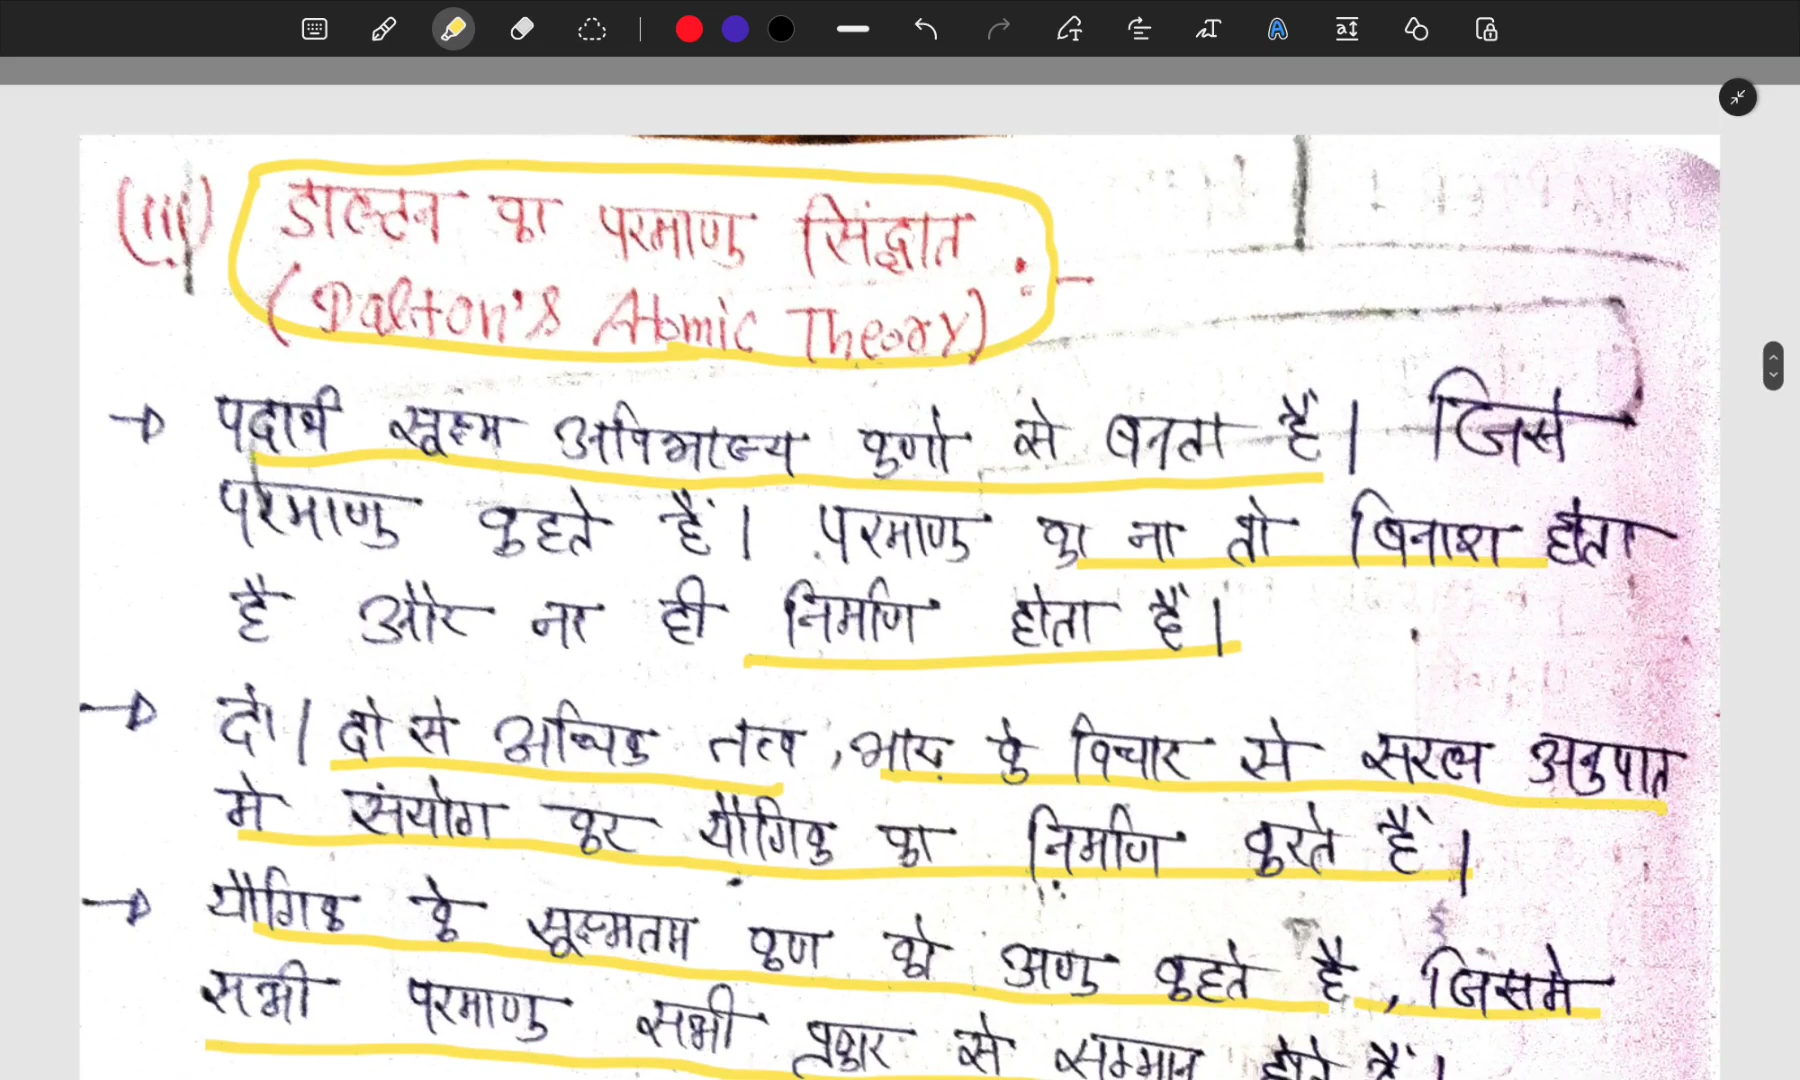 (iii) डाल्टन का परमाणु सिंद्धात
(Dalton's Atomic Theory) :-
→ पदार्थ सूक्ष्म अविभाज्य कणो से बनता हैं। जिसे
परमाणु कहते हैं। परमाणु का ना तो विनाश होता
है और ना ही निर्माण होता हैं।
→ दो/दो से अधिक तत्व, भार के विचार से सरल अनुपात
मे संयोग कर यौगिक का निर्माण करते हैं।
→ यौगिक के सूक्ष्मतम कण को अणु कहते है, जिसमे
सभी परमाणु सभी प्रकार से सम्मान होते हैं।